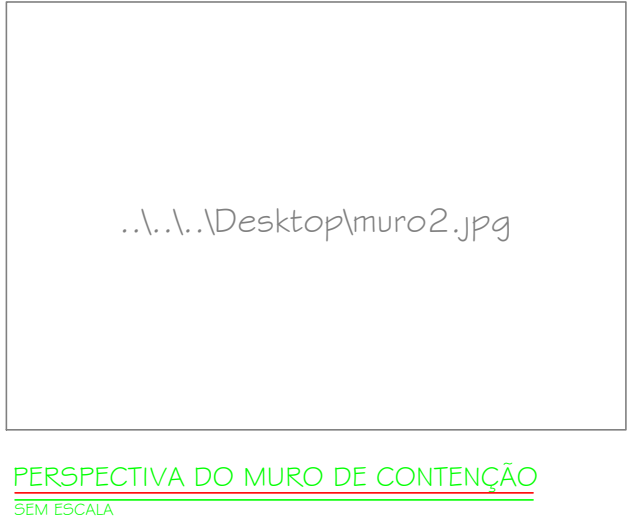 ..\..\..\Desktop\muro2.jpg
PERSPECTIVA DO MURO DE CONTENÇÃO
SEM ESCALA